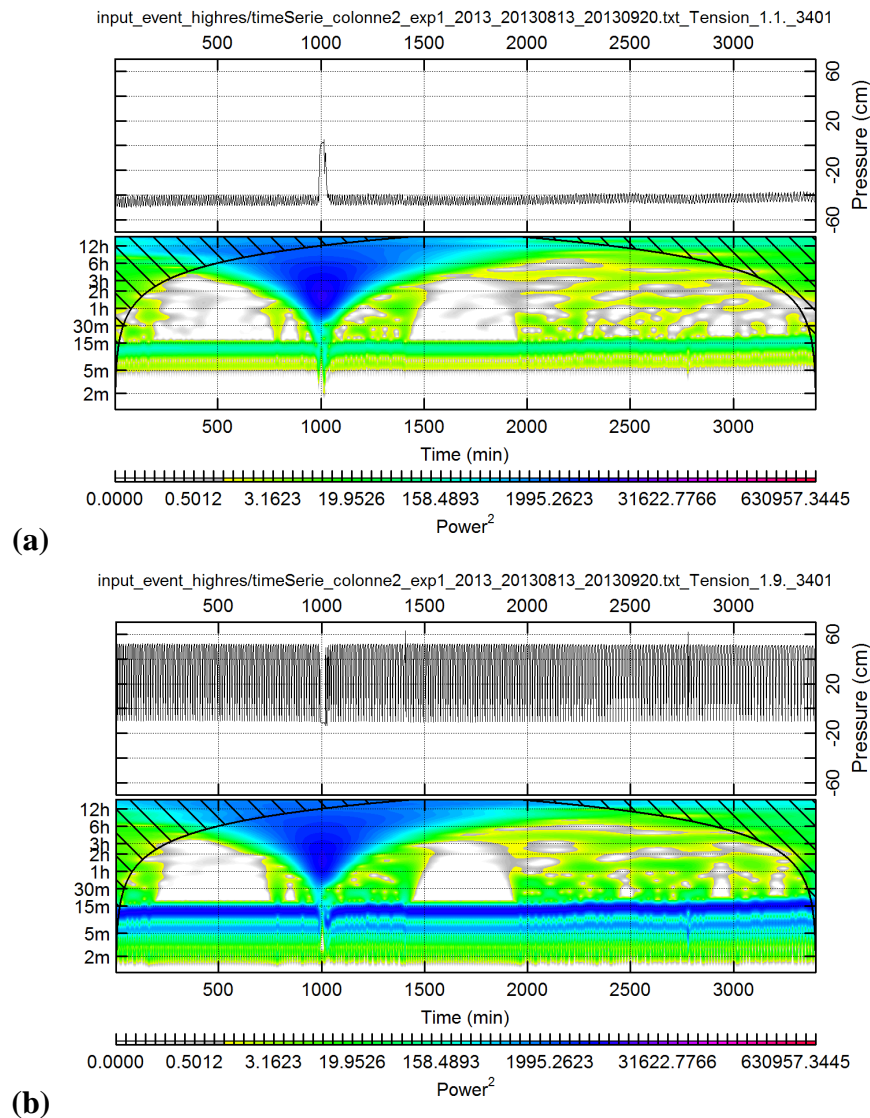 input_event_highres/timeSerie_colonne2_exp1_2013_20130813_20130920.txt_Tension_1.1._3401
500 1000 1500 2000 2500 3000
60
20
-20
-60
Pressure (cm)
12h
6h
3h
2h
1h
30m
15m
5m
2m
500 1000 1500 2000 2500 3000
Time (min)
0.0000 0.5012 3.1623 19.9526 158.4893 1995.2623 31622.7766 630957.3445
Power²
(a)
input_event_highres/timeSerie_colonne2_exp1_2013_20130813_20130920.txt_Tension_1.9._3401
500 1000 1500 2000 2500 3000
60
20
-20
-60
Pressure (cm)
12h
6h
3h
2h
1h
30m
15m
5m
2m
500 1000 1500 2000 2500 3000
Time (min)
0.0000 0.5012 3.1623 19.9526 158.4893 1995.2623 31622.7766 630957.3445
Power²
(b)